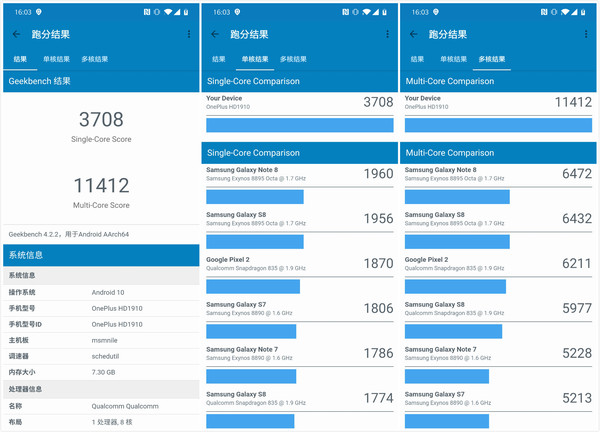 16:03
跑分结果
结果 单核结果 多核结果
Geekbench 结果
3708
Single-Core Score
11412
Multi-Core Score
Geekbench 4.2.2，用于Android AArch64
系统信息
系统信息
操作系统 Android 10
手机型号 OnePlus HD1910
手机型号ID OnePlus HD1910
主机板 msmnile
调速器 schedutil
内存大小 7.30 GB
处理器信息
名称 Qualcomm Qualcomm
布局 1 处理器, 8 核
16:03
跑分结果
结果 单核结果 多核结果
Single-Core Comparison
Your Device 3708
OnePlus HD1910
Single-Core Comparison
Samsung Galaxy Note 8 1960
Samsung Exynos 8895 Octa @ 1.7 GHz
Samsung Galaxy S8 1956
Samsung Exynos 8895 Octa @ 1.7 GHz
Google Pixel 2 1870
Qualcomm Snapdragon 835 @ 1.9 GHz
Samsung Galaxy S7 1806
Samsung Exynos 8890 @ 1.6 GHz
Samsung Galaxy Note 7 1786
Samsung Exynos 8890 @ 1.6 GHz
Samsung Galaxy S8 1774
Qualcomm Snapdragon 835 @ 1.9 GHz
16:03
跑分结果
结果 单核结果 多核结果
Multi-Core Comparison
Your Device 11412
OnePlus HD1910
Multi-Core Comparison
Samsung Galaxy Note 8 6472
Samsung Exynos 8895 Octa @ 1.7 GHz
Samsung Galaxy S8 6432
Samsung Exynos 8895 Octa @ 1.7 GHz
Google Pixel 2 6211
Qualcomm Snapdragon 835 @ 1.9 GHz
Samsung Galaxy S8 5977
Qualcomm Snapdragon 835 @ 1.9 GHz
Samsung Galaxy Note 7 5228
Samsung Exynos 8890 @ 1.6 GHz
Samsung Galaxy S7 5213
Samsung Exynos 8890 @ 1.6 GHz